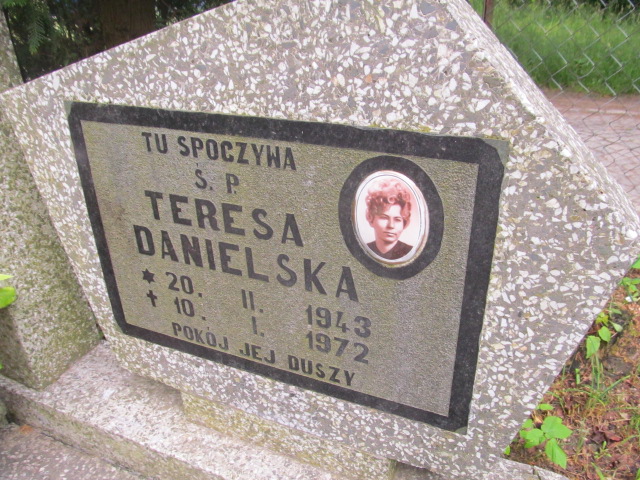 TU SPOCZYWA
Ś. P
TERESA
DANIELSKA
* 20. II. 1943
✝ 10. I. 1972
POKÓJ JEJ DUSZY